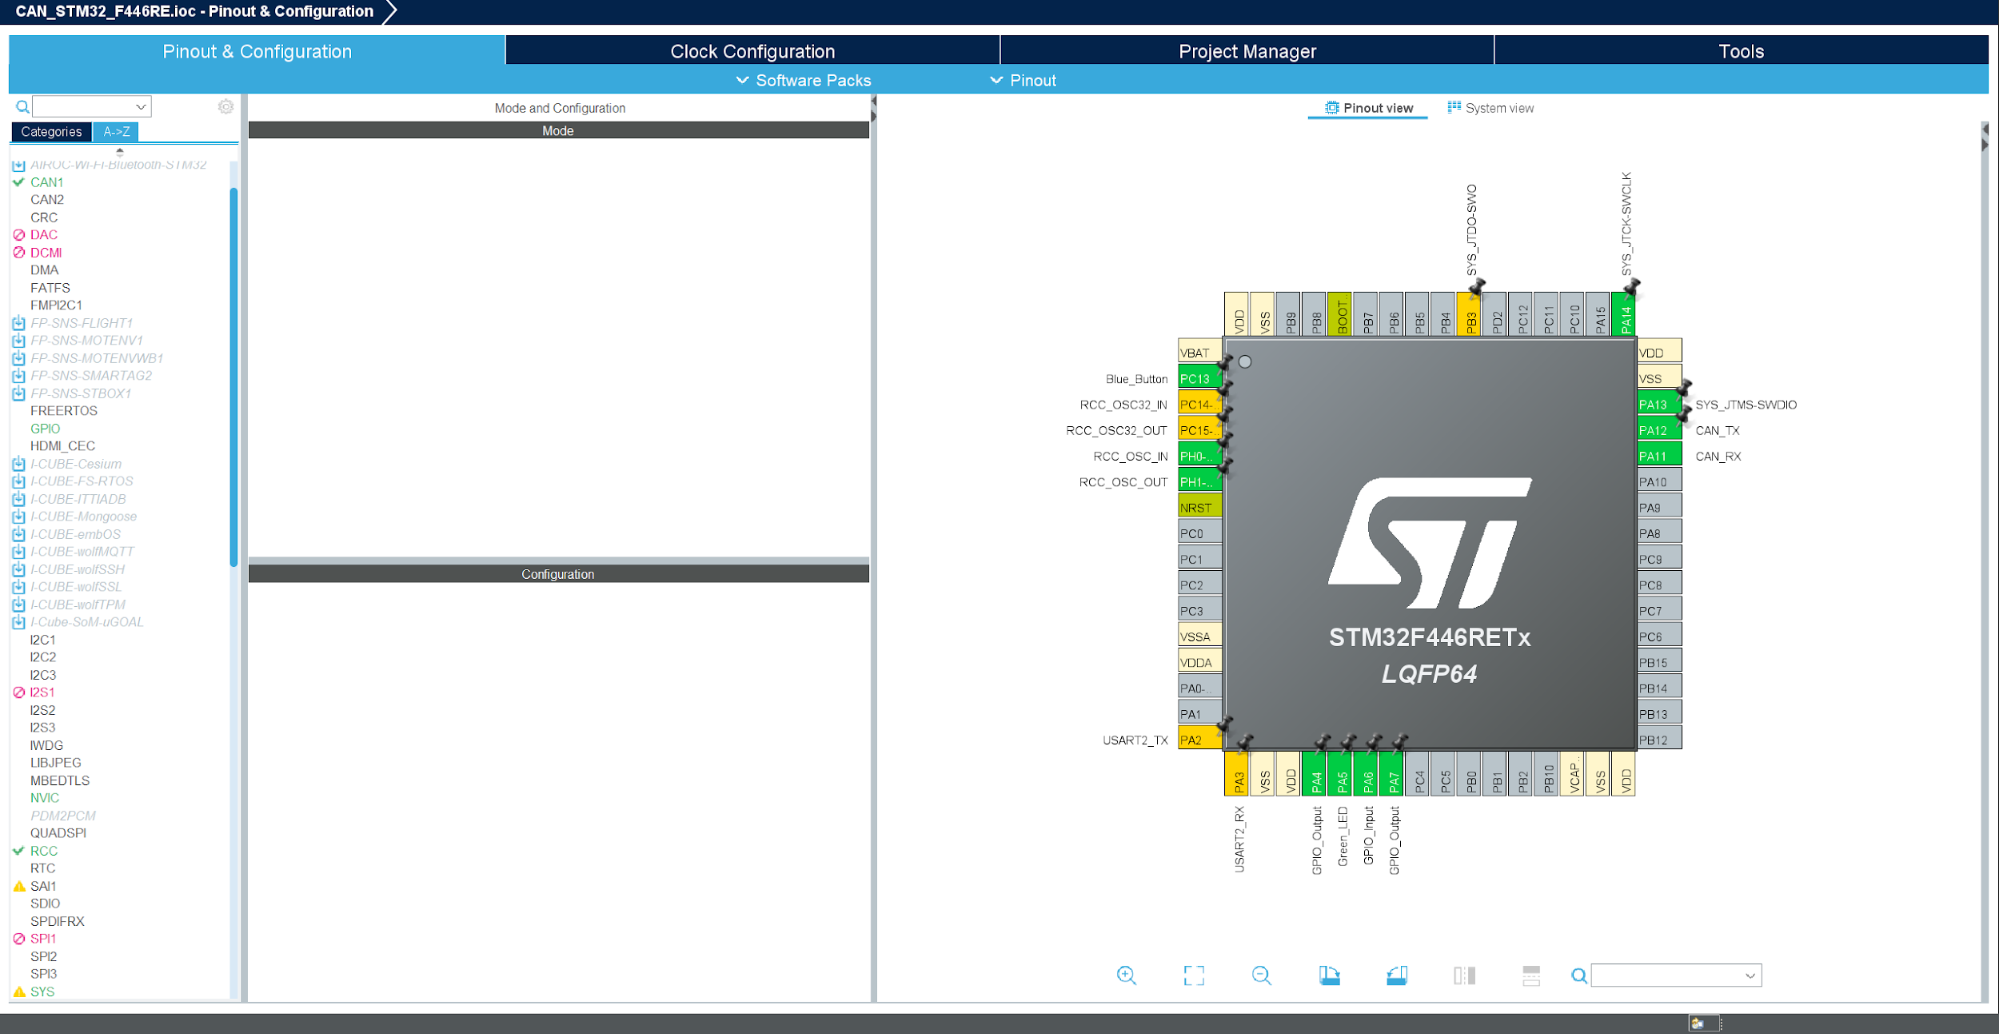 CAN_STM32_F446RE.ioc - Pinout & Configuration
Pinout & Configuration
Clock Configuration
Project Manager
Tools
Software Packs
Pinout
Categories
A->Z
AIROC-Wi-Fi-Bluetooth-STM32
CAN1
CAN2
CRC
DAC
DCMI
DMA
FATFS
FMPI2C1
FP-SNS-FLIGHT1
FP-SNS-MOTENV1
FP-SNS-MOTENVWB1
FP-SNS-SMARTAG2
FP-SNS-STBOX1
FREERTOS
GPIO
HDMI_CEC
I-CUBE-Cesium
I-CUBE-FS-RTOS
I-CUBE-ITTIADB
I-CUBE-Mongoose
I-CUBE-embOS
I-CUBE-wolfMQTT
I-CUBE-wolfSSH
I-CUBE-wolfSSL
I-CUBE-wolfTPM
I-Cube-SoM-uGOAL
I2C1
I2C2
I2C3
I2S1
I2S2
I2S3
IWDG
LIBJPEG
MBEDTLS
NVIC
PDM2PCM
QUADSPI
RCC
RTC
SAI1
SDIO
SPDIFRX
SPI1
SPI2
SPI3
SYS
Mode and Configuration
Mode
Configuration
Pinout view
System view
SYS_JTDO-SWO
SYS_JTCK-SWCLK
VDD
VSS
PB9
PB8
BOOT..
PB7
PB6
PB5
PB4
PB3
PD2
PC12
PC11
PC10
PA15
PA14
VBAT
Blue_Button PC13
RCC_OSC32_IN PC14-..
RCC_OSC32_OUT PC15-..
RCC_OSC_IN PH0-..
RCC_OSC_OUT PH1-..
NRST
PC0
PC1
PC2
PC3
VSSA
VDDA
PA0-..
PA1
USART2_TX PA2
ST
STM32F446RETx
LQFP64
VDD
VSS
PA13 SYS_JTMS-SWDIO
PA12 CAN_TX
PA11 CAN_RX
PA10
PA9
PA8
PC9
PC8
PC7
PC6
PB15
PB14
PB13
PB12
PA3
VSS
VDD
PA4
PA5
PA6
PA7
PC4
PC5
PB0
PB1
PB2
PB10
VCAP..
VSS
VDD
USART2_RX
GPIO_Output
Green_LED
GPIO_Input
GPIO_Output